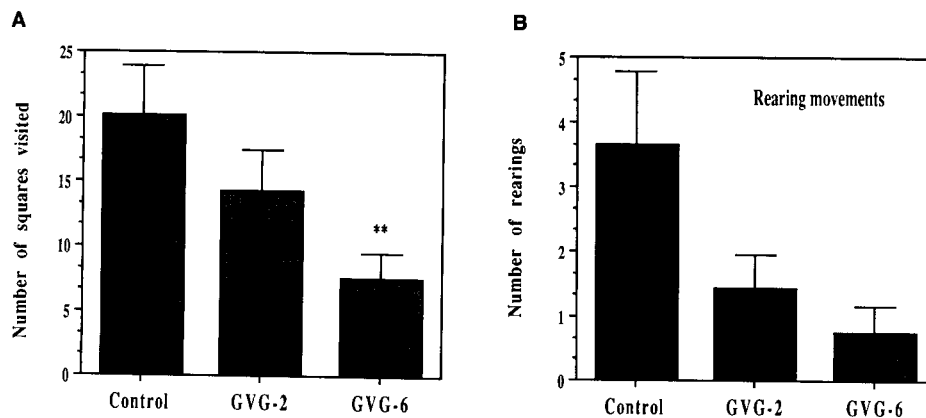 A
Number of squares visited
25
20
15
10
5
0
**
Control
GVG-2
GVG-6
B
Number of rearings
5
4
3
2
1
0
Rearing movements
Control
GVG-2
GVG-6